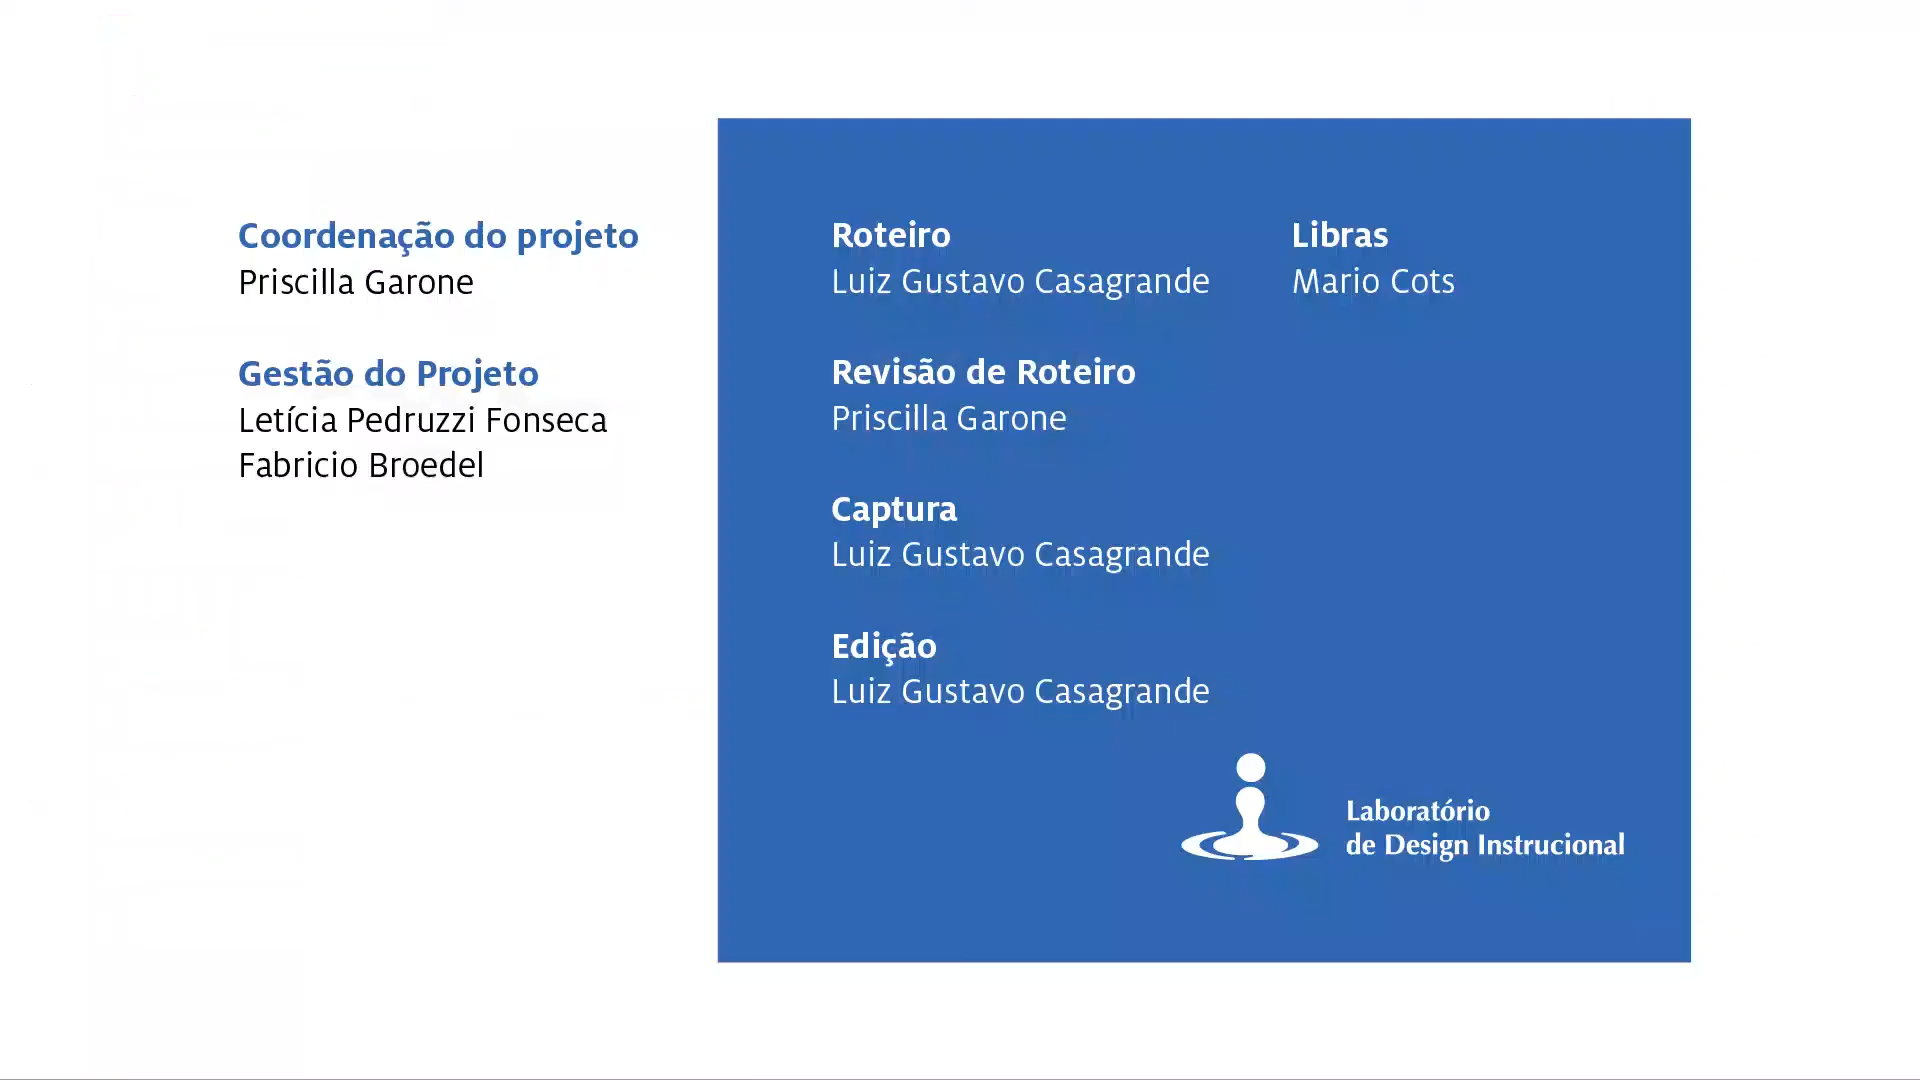 Coordenação do projeto
Priscilla Garone
Gestão do Projeto
Letícia Pedruzzi Fonseca
Fabricio Broedel
Roteiro
Luiz Gustavo Casagrande
Revisão de Roteiro
Priscilla Garone
Captura
Luiz Gustavo Casagrande
Edição
Luiz Gustavo Casagrande
Libras
Mario Cots
Laboratório
de Design Instrucional